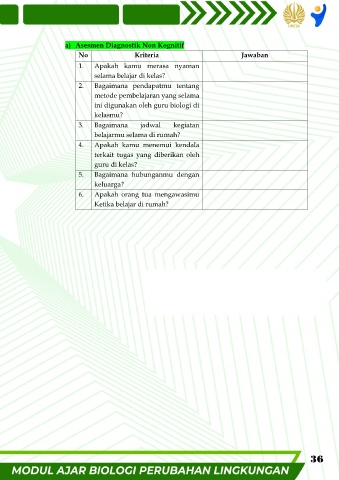 a) Asesmen Diagnostik Non Kognitif
No Kriteria Jawaban
1. Apakah kamu merasa nyaman
selama belajar di kelas?
2. Bagaimana pendapatmu tentang
metode pembelajaran yang selama
ini digunakan oleh guru biologi di
kelasmu?
3. Bagaimana jadwal kegiatan
belajarmu selama di rumah?
4. Apakah kamu menemui kendala
terkait tugas yang diberikan oleh
guru di kelas?
5. Bagaimana hubunganmu dengan
keluarga?
6. Apakah orang tua mengawasimu
Ketika belajar di rumah?
36
MODUL AJAR BIOLOGI PERUBAHAN LINGKUNGAN